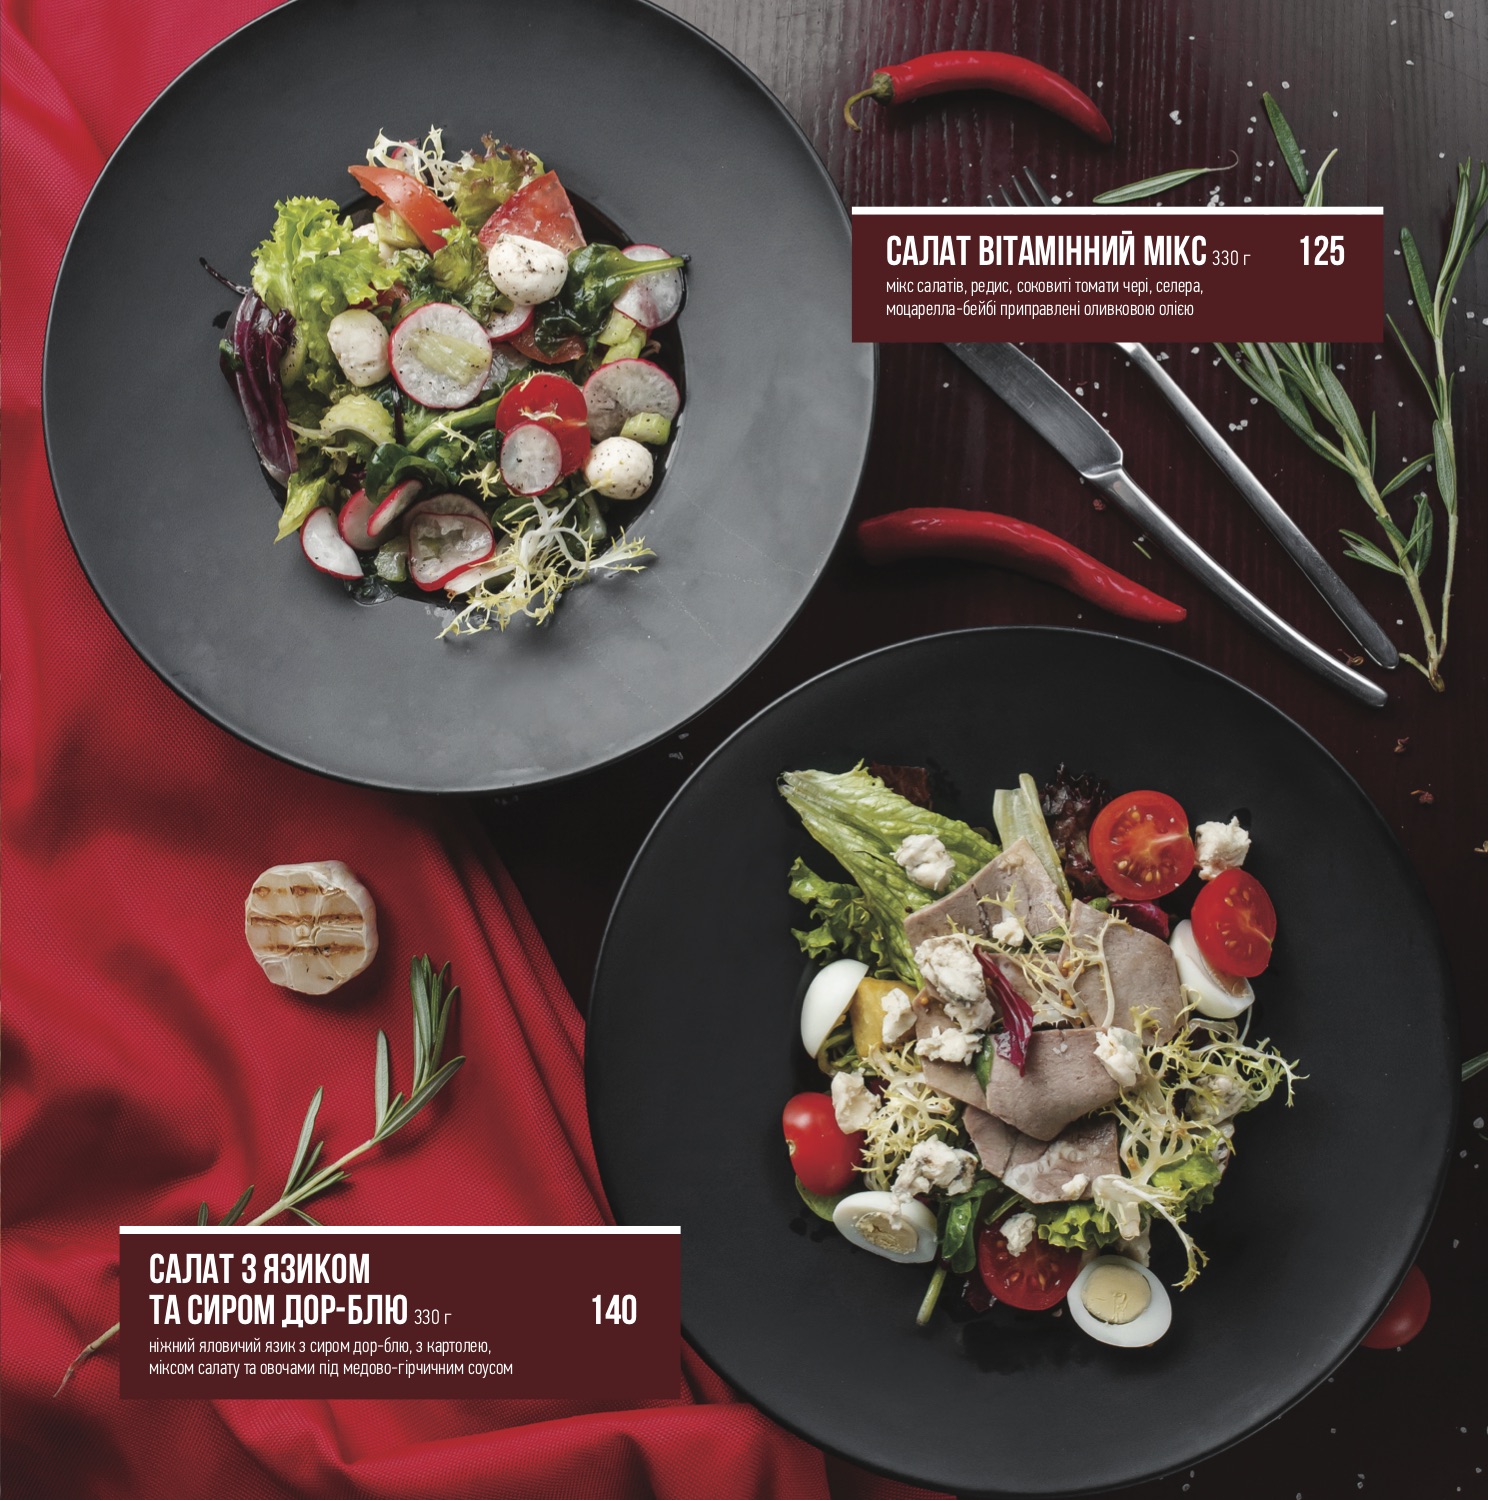 САЛАТ ВІТАМІННИЙ МІКС 330 г 125
мікс салатів, редис, соковиті томати чері, селера,
моцарелла-бейбі приправлені оливковою олією
САЛАТ З ЯЗИКОМ
ТА СИРОМ ДОР-БЛЮ 330 г 140
ніжний яловичий язик з сиром дор-блю, з картолею,
міксом салату та овочами під медово-гірчичним соусом